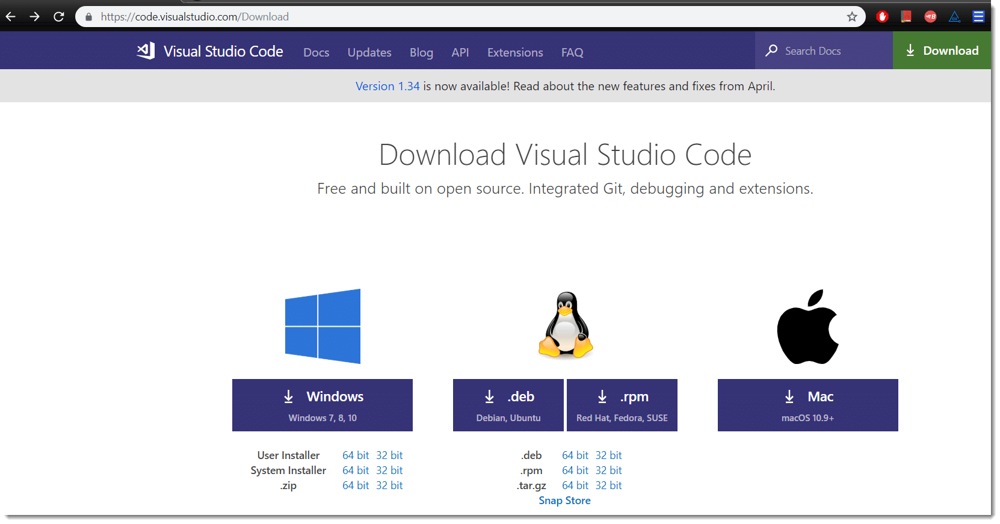 https://code.visualstudio.com/Download
Visual Studio Code Docs Updates Blog API Extensions FAQ Search Docs Download
Version 1.34 is now available! Read about the new features and fixes from April.
Download Visual Studio Code
Free and built on open source. Integrated Git, debugging and extensions.
Windows
Windows 7, 8, 10
.deb
Debian, Ubuntu
.rpm
Red Hat, Fedora, SUSE
Mac
macOS 10.9+
User Installer 64 bit 32 bit
System Installer 64 bit 32 bit
.zip 64 bit 32 bit
.deb 64 bit 32 bit
.rpm 64 bit 32 bit
.tar.gz 64 bit 32 bit
Snap Store